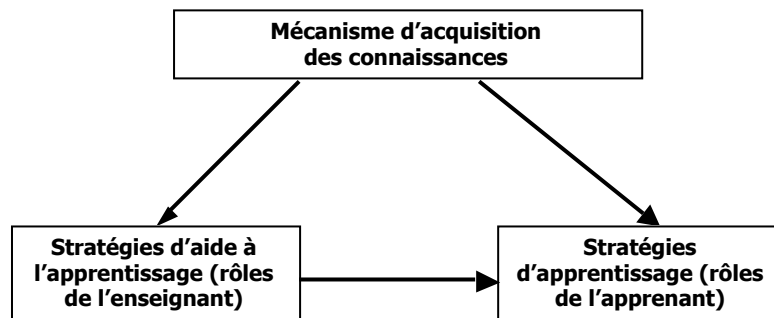 Mécanisme d’acquisition
des connaissances
Stratégies d’aide à
l’apprentissage (rôles
de l’enseignant)
Stratégies
d’apprentissage (rôles
de l’apprenant)